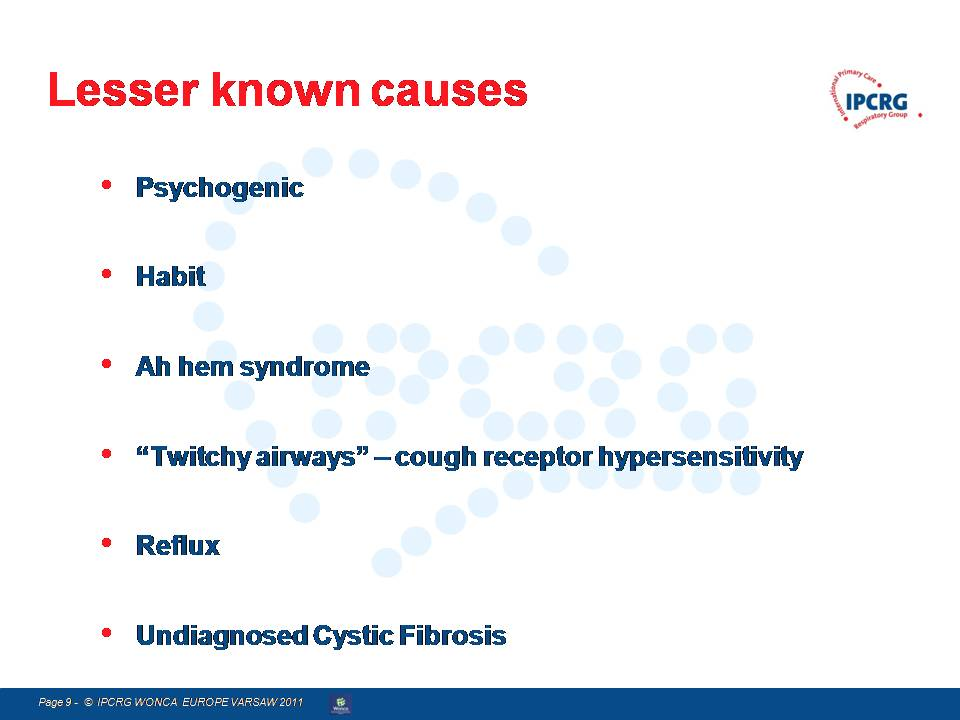 Lesser known causes
International Primary Care
IPCRG
Respiratory Group
• Psychogenic
• Habit
• Ah hem syndrome
• “Twitchy airways” – cough receptor hypersensitivity
• Reflux
• Undiagnosed Cystic Fibrosis
Page 9 - © IPCRG WONCA EUROPE VARSAW 2011
Wonca